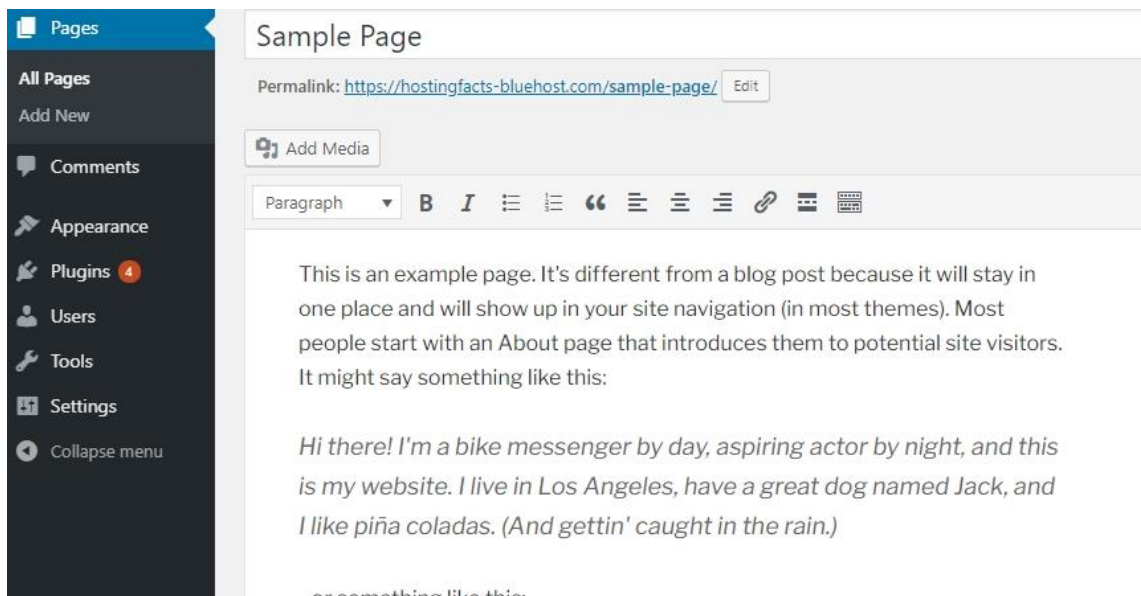 Pages
All Pages
Add New
Comments
Appearance
Plugins 4
Users
Tools
Settings
Collapse menu
Sample Page
Permalink: https://hostingfacts-bluehost.com/sample-page/ Edit
Add Media
Paragraph B I
This is an example page. It's different from a blog post because it will stay in
one place and will show up in your site navigation (in most themes). Most
people start with an About page that introduces them to potential site visitors.
It might say something like this:
Hi there! I'm a bike messenger by day, aspiring actor by night, and this
is my website. I live in Los Angeles, have a great dog named Jack, and
I like piña coladas. (And gettin' caught in the rain.)
or something like this: